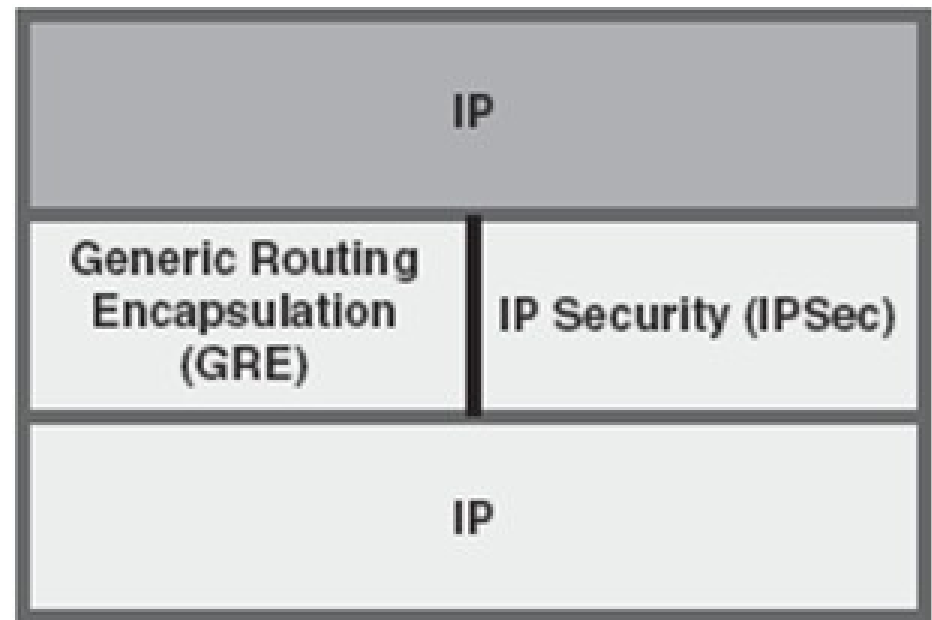 IP
Generic Routing
Encapsulation
(GRE)
IP Security (IPSec)
IP